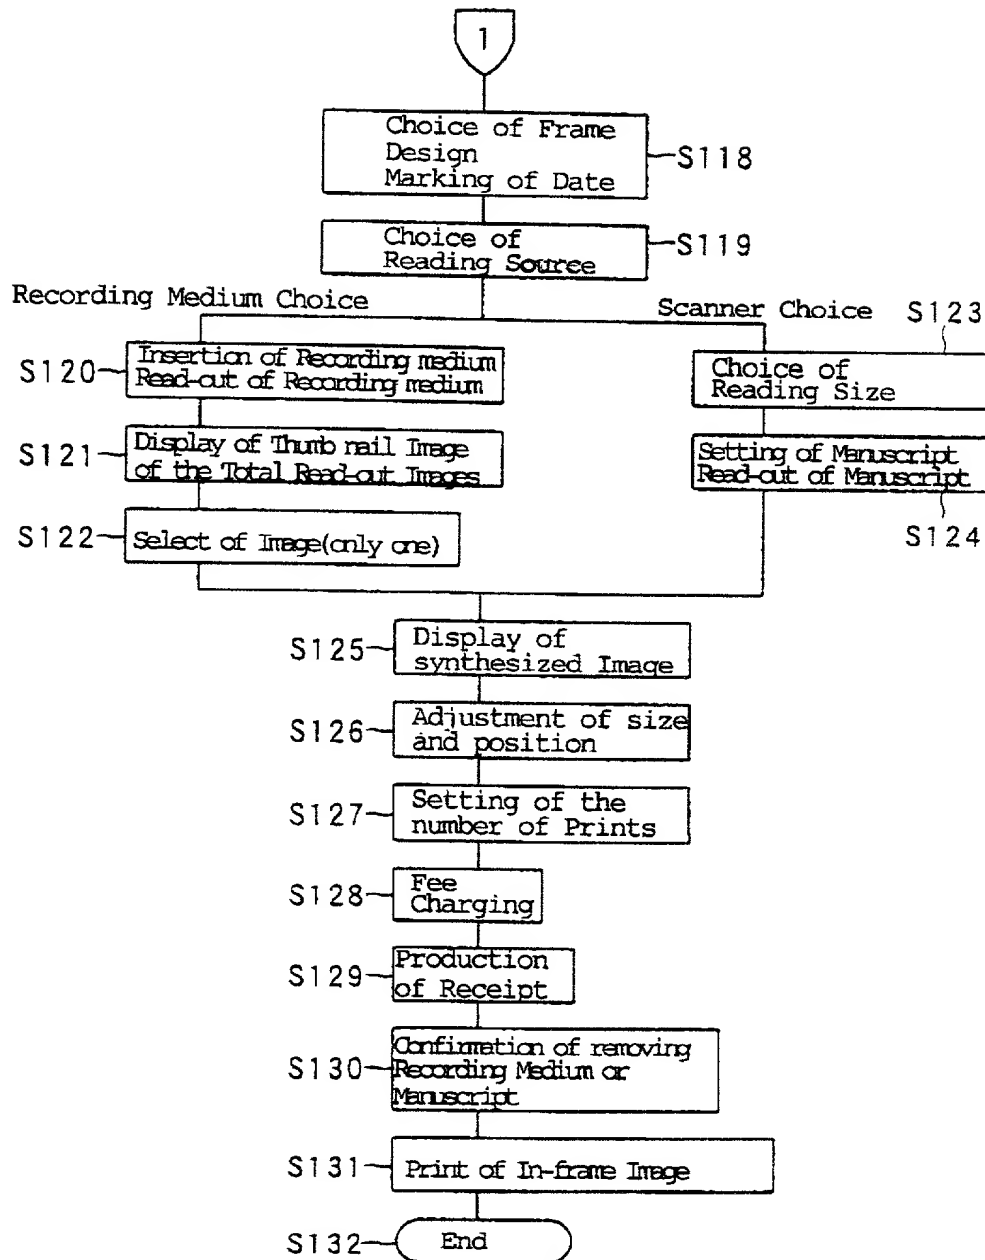 1
Choice of Frame
Design
Marking of Date
S118
Choice of
Reading Source
S119
Recording Medium Choice
Scanner Choice
S123
S120
Insertion of Recording medium
Read-out of Recording medium
Choice of
Reading Size
S121
Display of Thumb nail Image
of the Total Read-out Images
Setting of Manuscript
Read-out of Manuscript
S124
S122
Select of Image(only one)
S125
Display of
synthesized Image
S126
Adjustment of size
and position
S127
Setting of the
number of Prints
S128
Fee
Charging
S129
Production
of Receipt
S130
Confirmation of removing
Recording Medium or
Manuscript
S131
Print of In-frame Image
S132
End